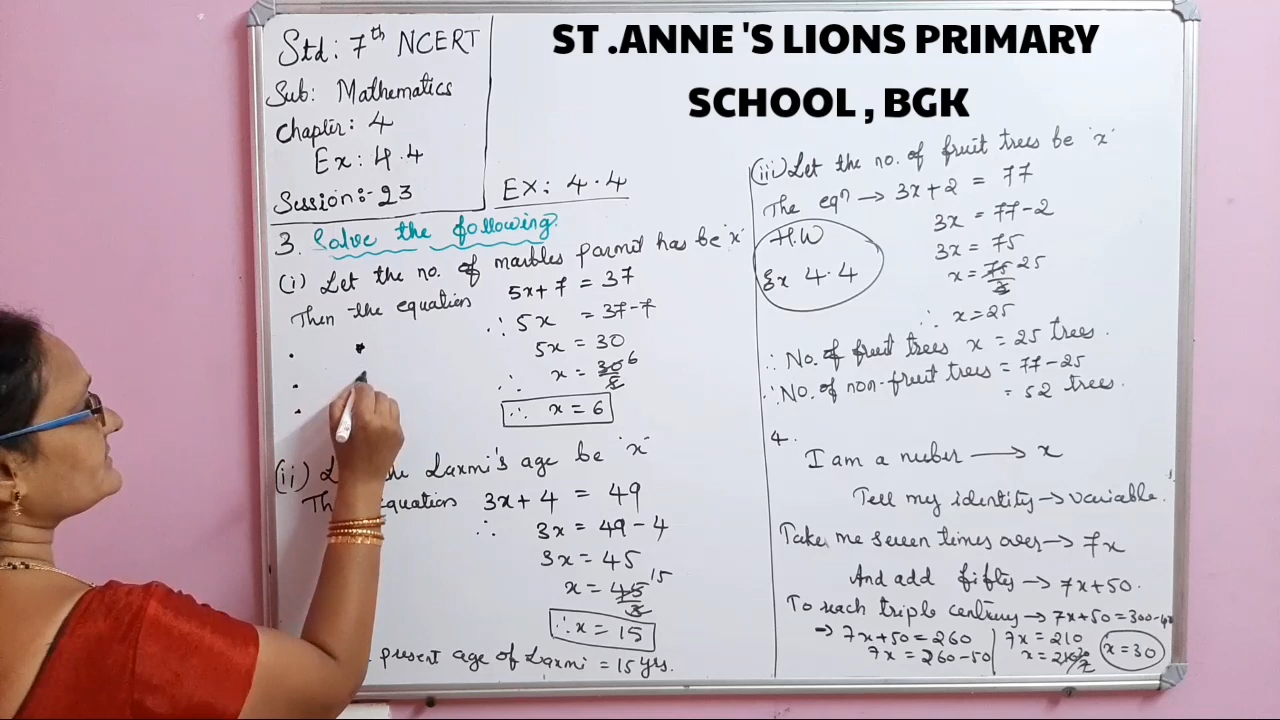 ST .ANNE 'S LIONS PRIMARY
SCHOOL , BGK
Std: 7th NCERT
Sub: Mathematics
Chapter: 4
Ex: 4.4
Session:-23
EX: 4.4
3. Solve the following.
(i) Let the no. of marbles parmit has be 'x'
Then the equation 5x+7 = 37
∴ 5x = 37-7
5x = 30
∴ x = 30/5 6
∴ x = 6
(ii) Laxmi's age be 'x'
equation 3x+4 = 49
∴ 3x = 49-4
3x = 45
x = 45/3 15
∴ x = 15
present age of Laxmi = 15 yrs.
(iii) Let the no. of fruit trees be 'x'
The eqn → 3x+2 = 77
3x = 77-2
3x = 75
x = 75/3 25
∴ x = 25
H.W
Ex 4.4
∴ No. of fruit trees x = 25 trees.
∴ No. of non-fruit trees = 77-25
= 52 trees.
4.
I am a nuber → x
Tell my identity → variable.
Take me seven times over → 7x
And add fifty → 7x+50.
To reach triple century → 7x+50 = 300-40
→ 7x+50 = 260
7x = 260-50
7x = 210
x = 210/7 30
x = 30